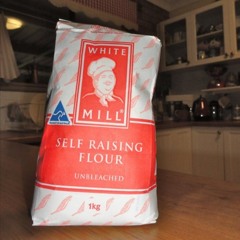 WHITE
MILL
SELF RAISING
FLOUR
UNBLEACHED
1kg